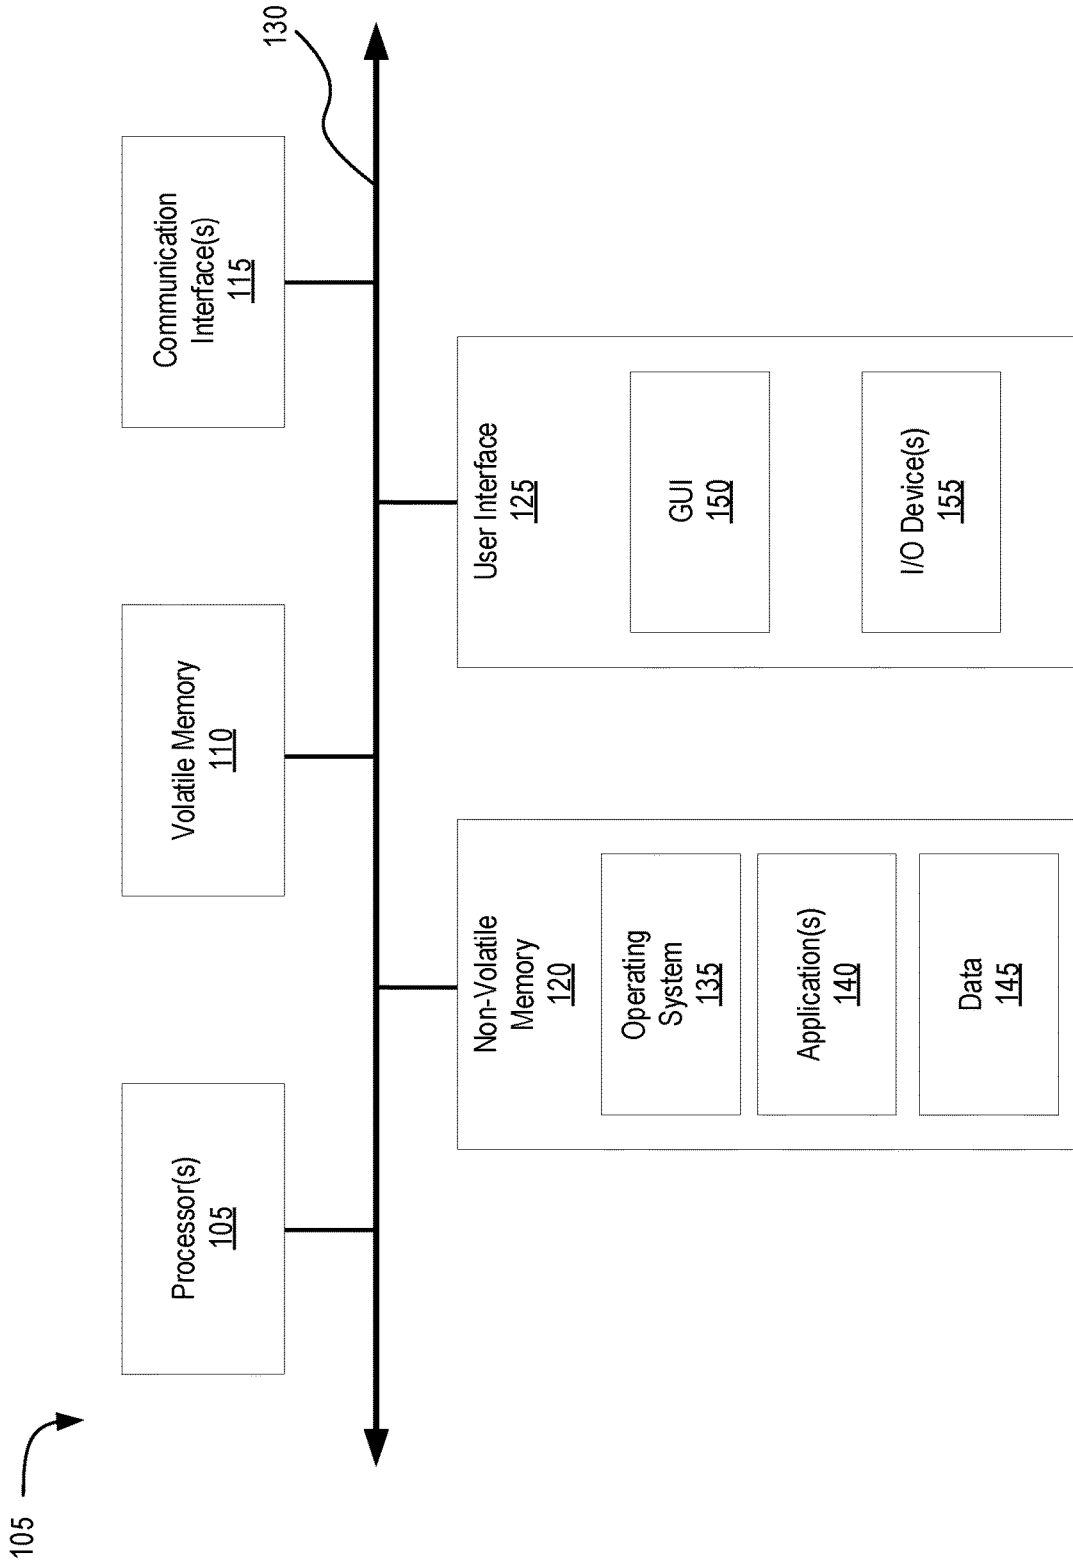 105
Processor(s)
105
Volatile Memory
110
Communication
Interface(s)
115
130
Non-Volatile
Memory
120
Operating
System
135
Application(s)
140
Data
145
User Interface
125
GUI
150
I/O Device(s)
155